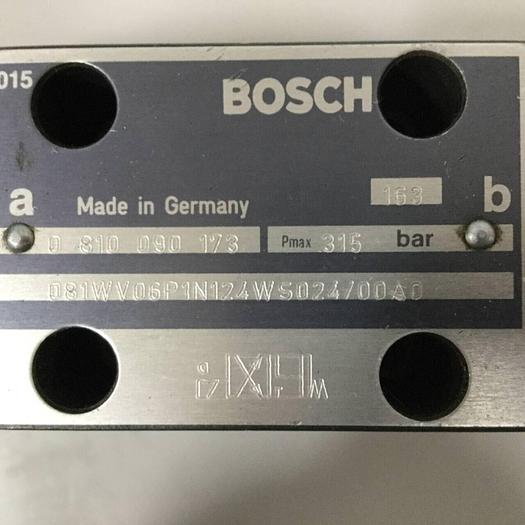 015
BOSCH
163
a Made in Germany b
0 810 090 173 Pmax 315 bar
081WV06P1N124WS024/00A0